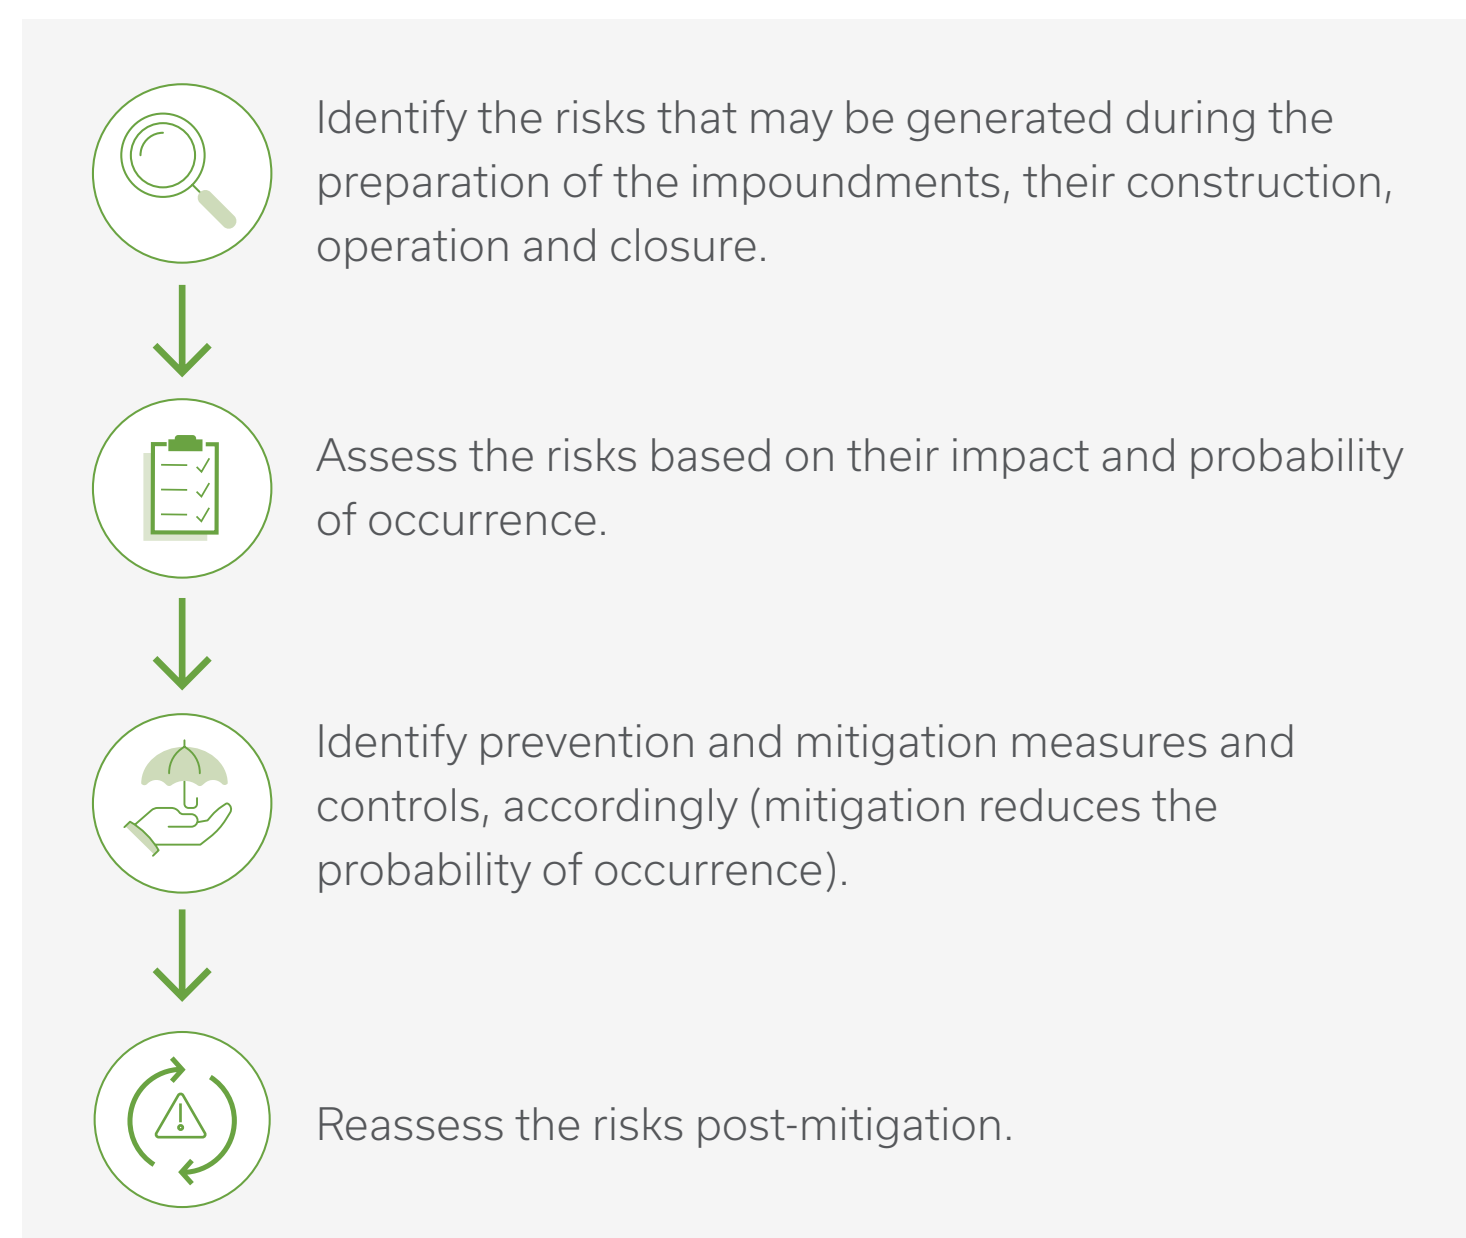 Identify the risks that may be generated during the
preparation of the impoundments, their construction,
operation and closure.
Assess the risks based on their impact and probability
of occurrence.
Identify prevention and mitigation measures and
controls, accordingly (mitigation reduces the
probability of occurrence).
Reassess the risks post-mitigation.